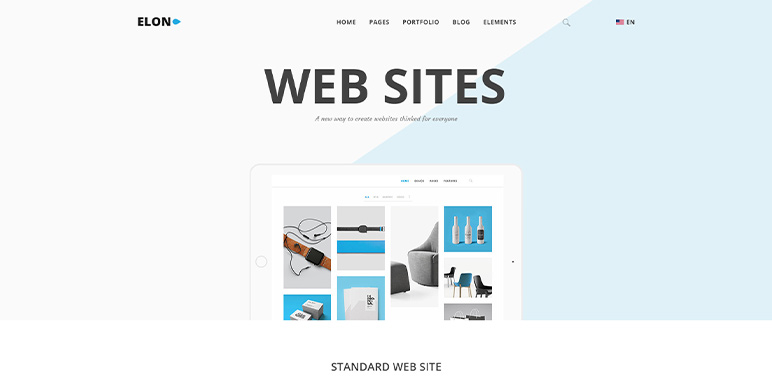 ELON
HOME PAGES PORTFOLIO BLOG ELEMENTS
EN
WEB SITES
A new way to create websites thinked for everyone
HOME
STANDARD WEB SITE